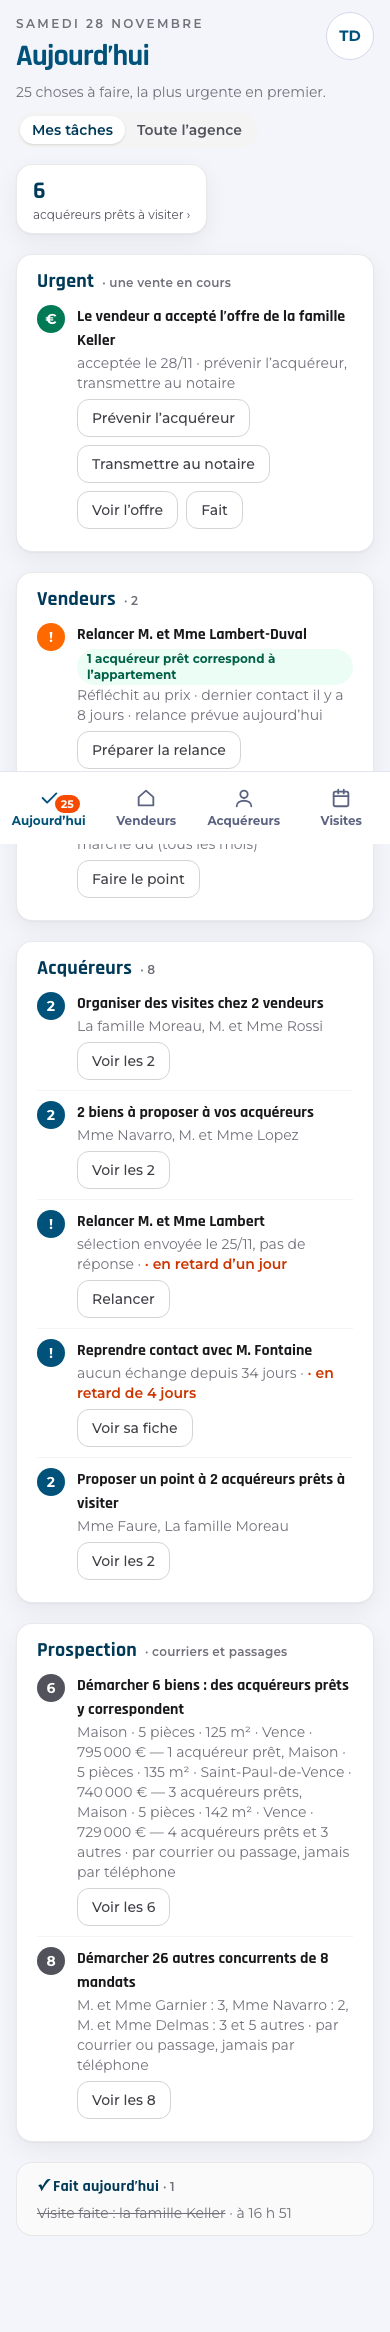 SAMEDI 28 NOVEMBRE
Aujourd’hui
TD
25 choses à faire, la plus urgente en premier.
Mes tâches Toute l’agence
6
acquéreurs prêts à visiter ›
Urgent · une vente en cours
€
Le vendeur a accepté l’offre de la famille
Keller
acceptée le 28/11 · prévenir l’acquéreur,
transmettre au notaire
Prévenir l’acquéreur
Transmettre au notaire
Voir l’offre Fait
Vendeurs · 2
! Relancer M. et Mme Lambert-Duval
1 acquéreur prêt correspond à
l’appartement
Réfléchit au prix · dernier contact il y a
8 jours · relance prévue aujourd’hui
Préparer la relance
25
Aujourd’hui Vendeurs Acquéreurs Visites
marché dû (tous les mois)
Faire le point
Acquéreurs · 8
2 Organiser des visites chez 2 vendeurs
La famille Moreau, M. et Mme Rossi
Voir les 2
2 2 biens à proposer à vos acquéreurs
Mme Navarro, M. et Mme Lopez
Voir les 2
! Relancer M. et Mme Lambert
sélection envoyée le 25/11, pas de
réponse · • en retard d’un jour
Relancer
! Reprendre contact avec M. Fontaine
aucun échange depuis 34 jours · • en
retard de 4 jours
Voir sa fiche
2 Proposer un point à 2 acquéreurs prêts à
visiter
Mme Faure, La famille Moreau
Voir les 2
Prospection · courriers et passages
6 Démarcher 6 biens : des acquéreurs prêts
y correspondent
Maison · 5 pièces · 125 m² · Vence ·
795 000 € — 1 acquéreur prêt, Maison ·
5 pièces · 135 m² · Saint-Paul-de-Vence ·
740 000 € — 3 acquéreurs prêts,
Maison · 5 pièces · 142 m² · Vence ·
729 000 € — 4 acquéreurs prêts et 3
autres · par courrier ou passage, jamais
par téléphone
Voir les 6
8 Démarcher 26 autres concurrents de 8
mandats
M. et Mme Garnier : 3, Mme Navarro : 2,
M. et Mme Delmas : 3 et 5 autres · par
courrier ou passage, jamais par
téléphone
Voir les 8
✓ Fait aujourd’hui · 1
Visite faite : la famille Keller · à 16 h 51